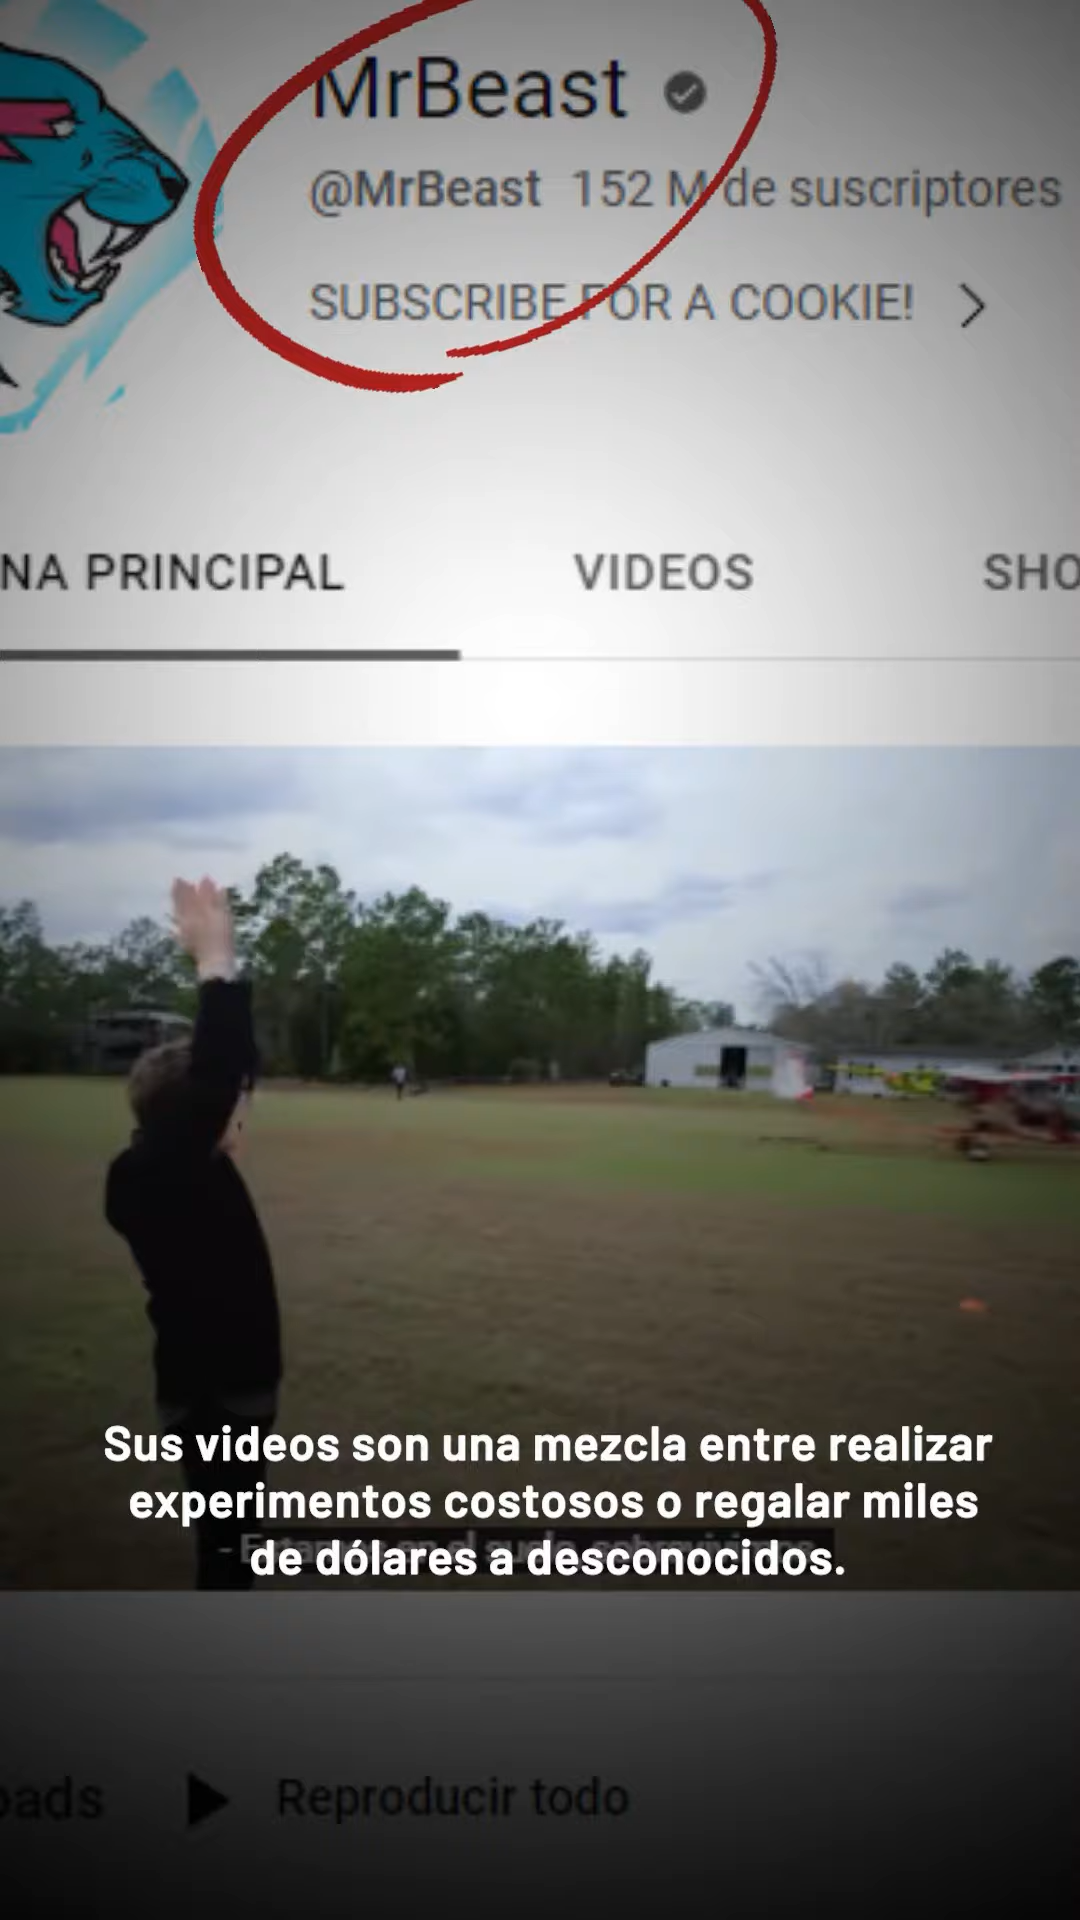 MrBeast
@MrBeast 152 M de suscriptores
SUBSCRIBE FOR A COOKIE!
NA PRINCIPAL VIDEOS SHO
Sus videos son una mezcla entre realizar
experimentos costosos o regalar miles
de dólares a desconocidos.
oads Reproducir todo